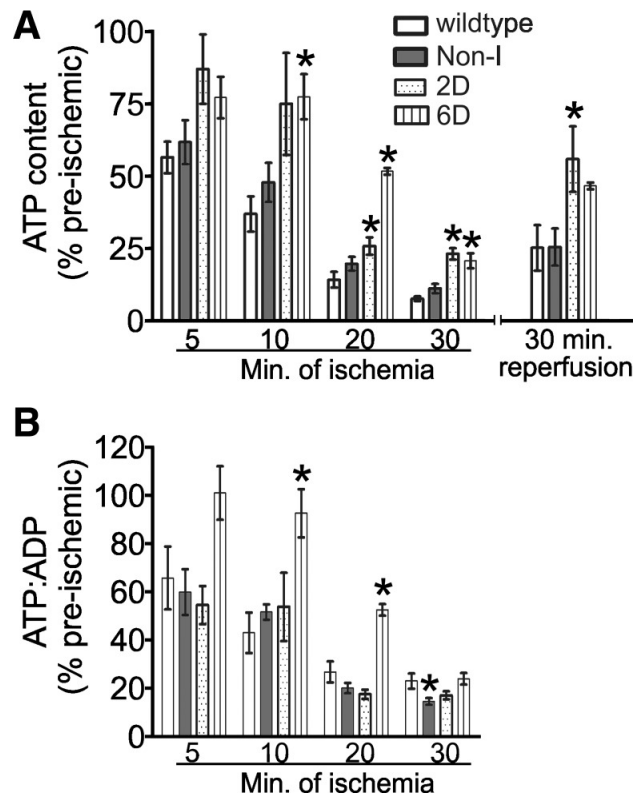 A
ATP content
(% pre-ischemic)
100
75
50
25
0
wildtype
Non-I
2D
6D
*
*
*
*
*
*
5 10 20 30
Min. of ischemia
30 min.
reperfusion
B
ATP:ADP
(% pre-ischemic)
120
100
80
60
40
20
0
*
*
*
5 10 20 30
Min. of ischemia